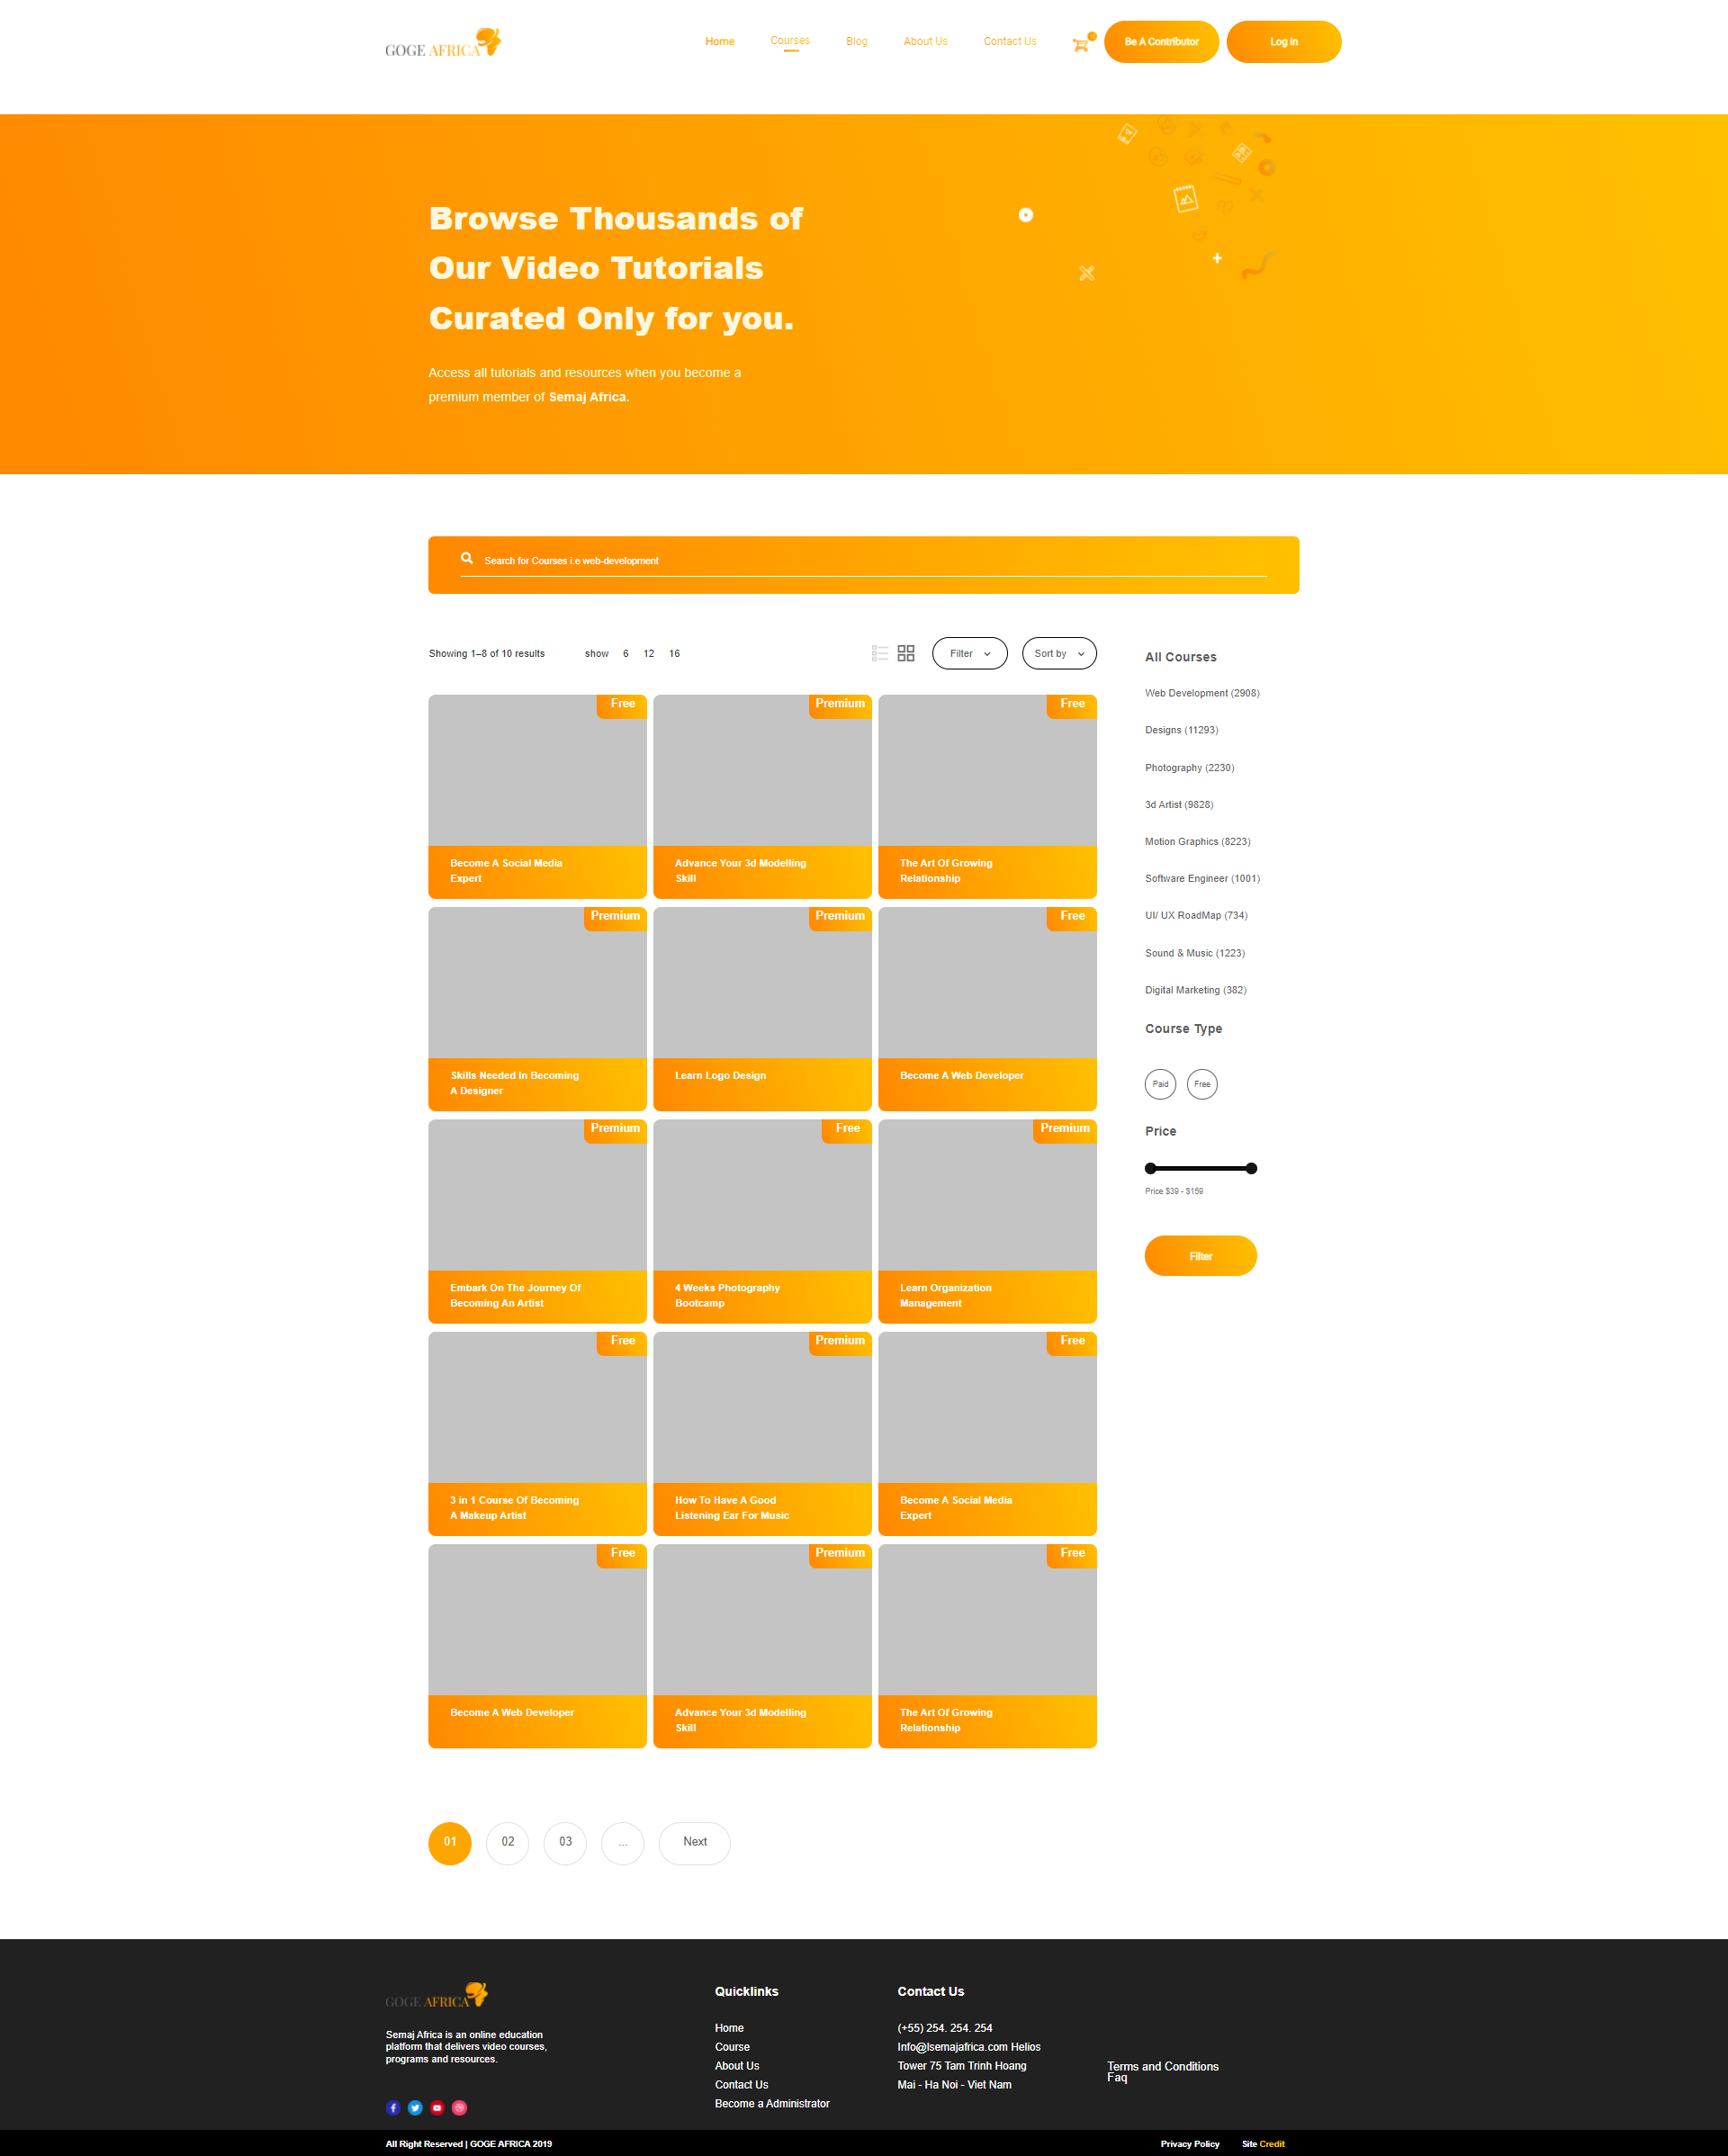 GOGE AFRICA
Home
Courses
Blog
About Us
Contact Us
Be A Contributor
Log in
Browse Thousands of
Our Video Tutorials
Curated Only for you.
Access all tutorials and resources when you become a
premium member of Semaj Africa.
Search for Courses i.e web-development
Showing 1–8 of 10 results
show 6 12 16
Filter
Sort by
Free
Become A Social Media
Expert
Premium
Advance Your 3d Modelling
Skill
Free
The Art Of Growing
Relationship
Premium
Skills Needed In Becoming
A Designer
Premium
Learn Logo Design
Free
Become A Web Developer
Premium
Embark On The Journey Of
Becoming An Artist
Free
4 Weeks Photography
Bootcamp
Premium
Learn Organization
Management
Free
3 in 1 Course Of Becoming
A Makeup Artist
Premium
How To Have A Good
Listening Ear For Music
Free
Become A Social Media
Expert
Free
Become A Web Developer
Premium
Advance Your 3d Modelling
Skill
Free
The Art Of Growing
Relationship
All Courses
Web Development (2908)
Designs (11293)
Photography (2230)
3d Artist (9828)
Motion Graphics (8223)
Software Engineer (1001)
UI/ UX RoadMap (734)
Sound & Music (1223)
Digital Marketing (382)
Course Type
Paid
Free
Price
Price $39 - $159
Filter
01
02
03
...
Next
GOGE AFRICA
Semaj Africa is an online education
platform that delivers video courses,
programs and resources.
Quicklinks
Home
Course
About Us
Contact Us
Become a Administrator
Contact Us
(+55) 254. 254. 254
Info@lsemajafrica.com Helios
Tower 75 Tam Trinh Hoang
Mai - Ha Noi - Viet Nam
Terms and Conditions
Faq
All Right Reserved | GOGE AFRICA 2019
Privacy Policy
Site Credit